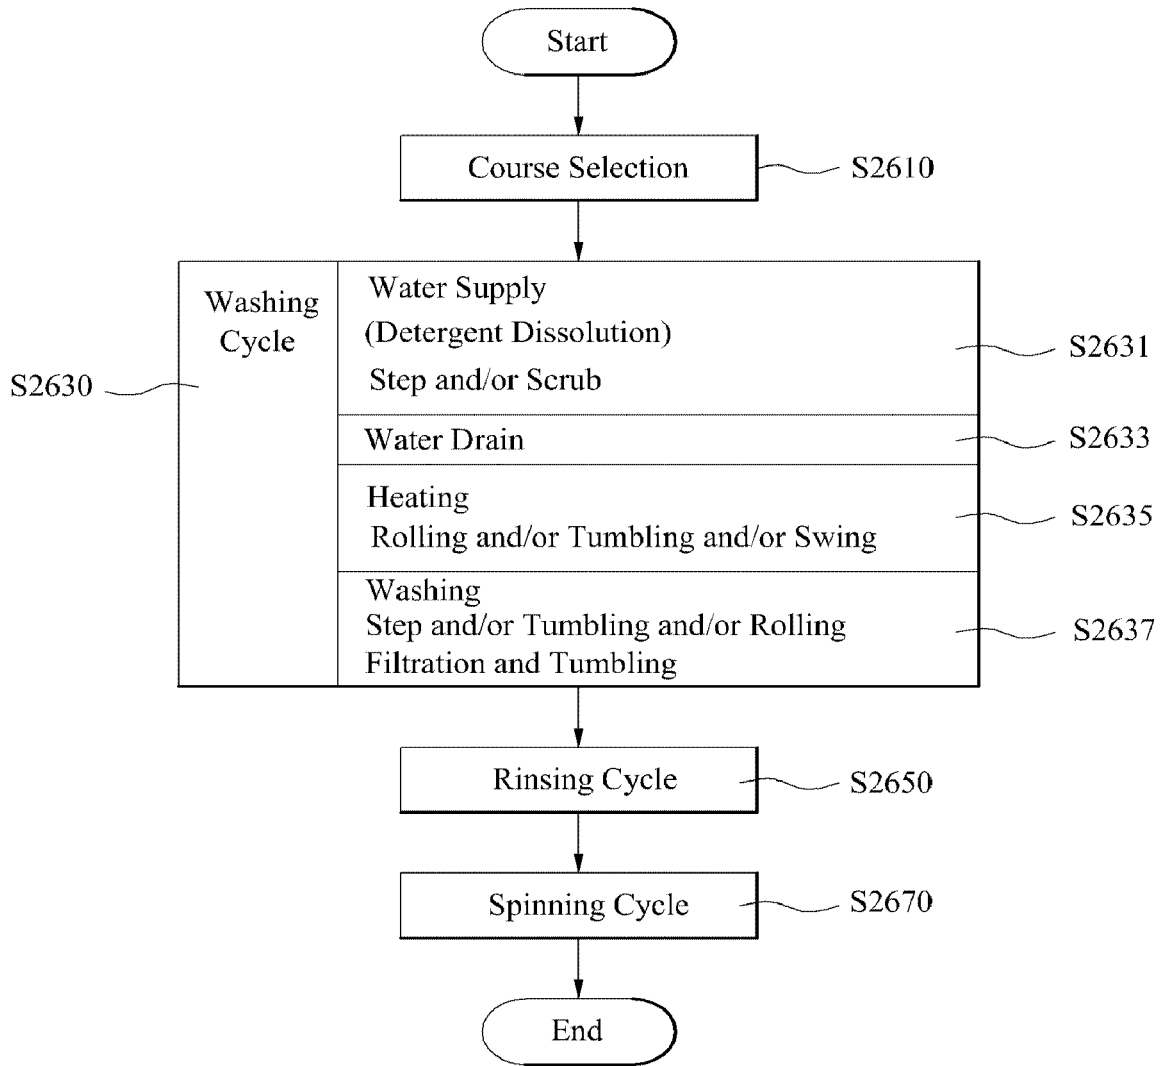 Start
Course Selection
S2610
Washing
Cycle
S2630
Water Supply
(Detergent Dissolution)
Step and/or Scrub
S2631
Water Drain
S2633
Heating
Rolling and/or Tumbling and/or Swing
S2635
Washing
Step and/or Tumbling and/or Rolling
Filtration and Tumbling
S2637
Rinsing Cycle
S2650
Spinning Cycle
S2670
End